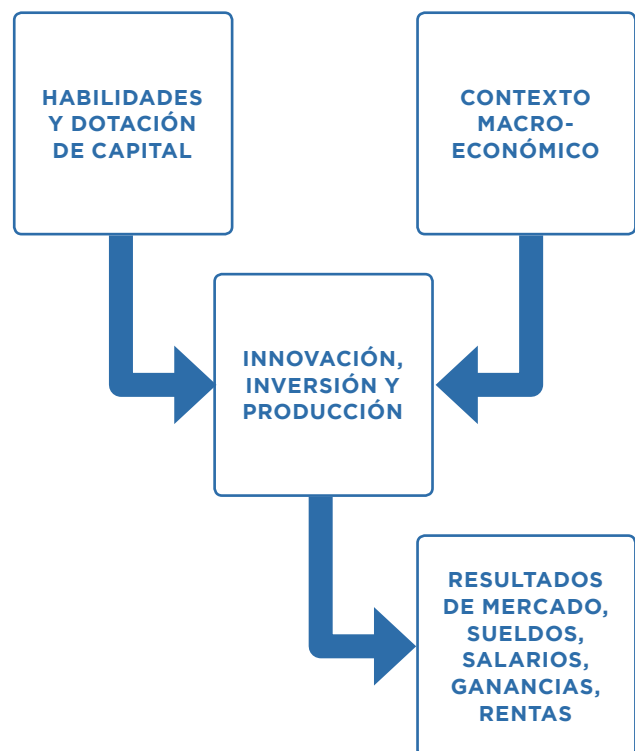 HABILIDADES
Y DOTACIÓN
DE CAPITAL
CONTEXTO
MACRO-
ECONÓMICO
INNOVACIÓN,
INVERSIÓN Y
PRODUCCIÓN
RESULTADOS
DE MERCADO,
SUELDOS,
SALARIOS,
GANANCIAS,
RENTAS